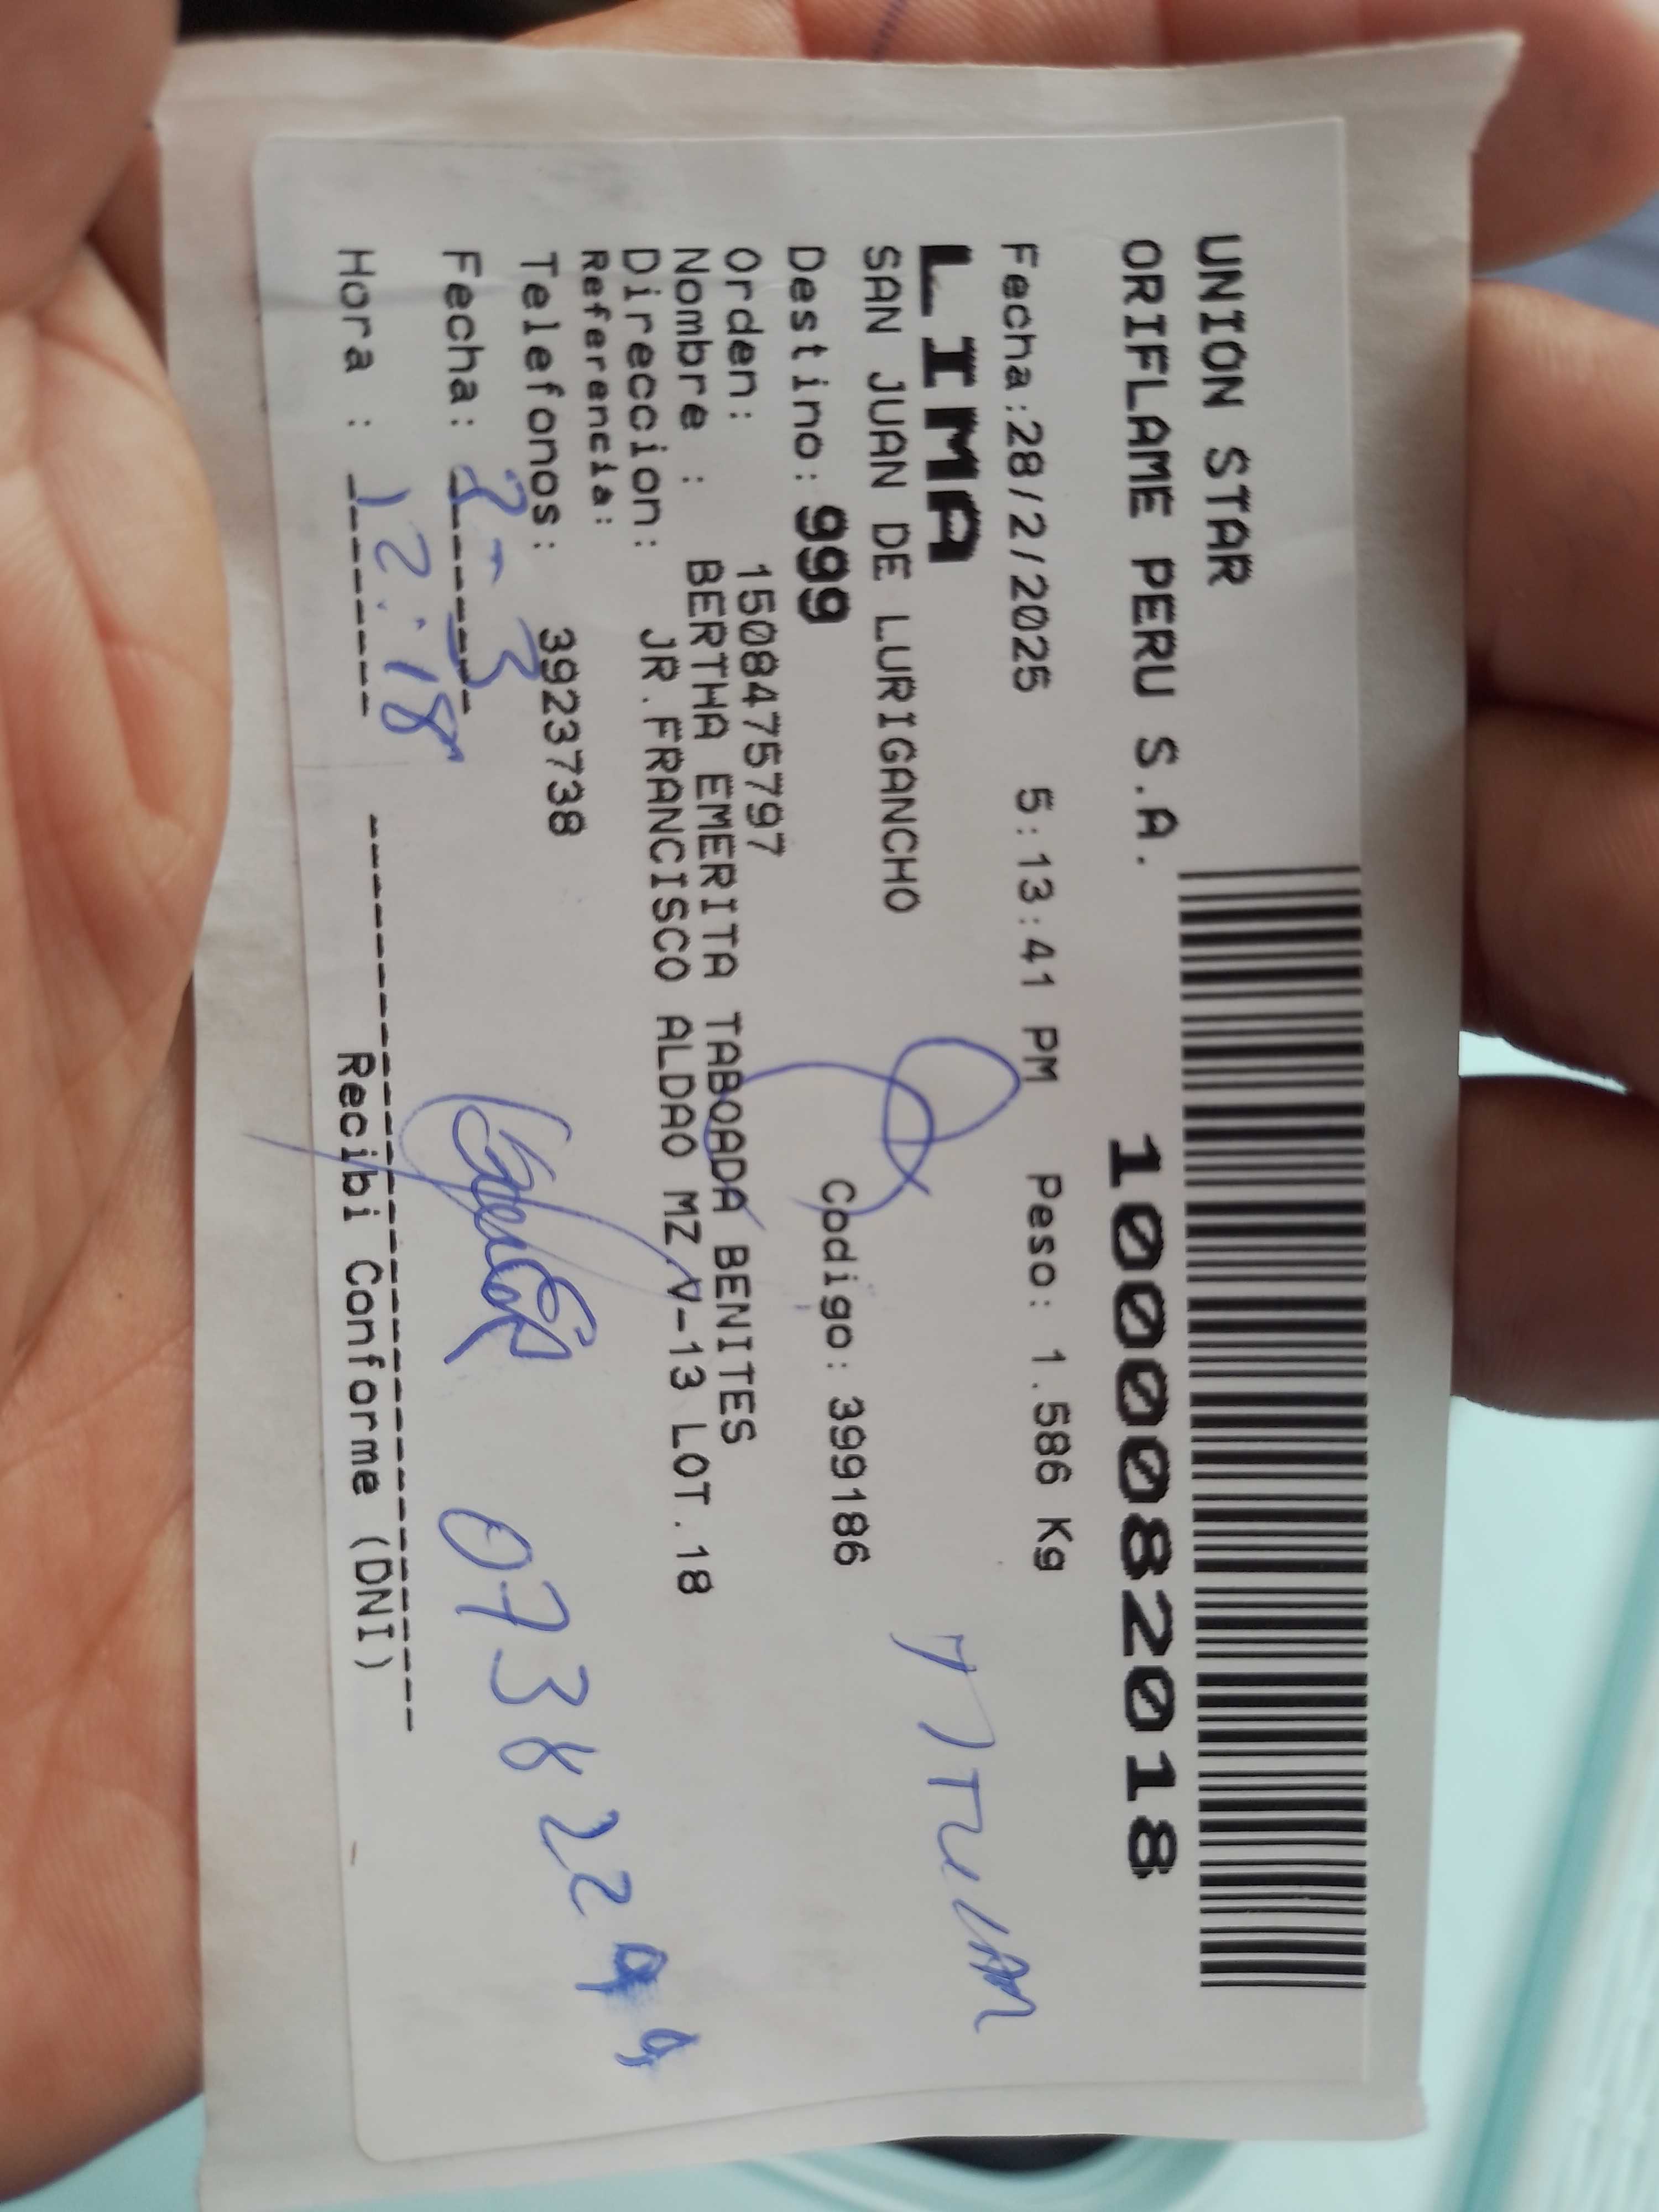 UNION STAR
ORIFLAME PERU S.A. 1000082018
Fecha:28/2/2025 5:13:41 PM Peso: 1.586 Kg
LIMA
SAN JUAN DE LURIGANCHO
Destino: 999 Codigo: 399186
Orden: 1508475797
Nombre : BERTHA EMERITA TABOADA BENITES
Direccion: JR.FRANCISCO ALDAO MZ.V-13 LOT.18
Referencia:
Telefonos: 3923738
Fecha: 2-3
Hora : 12:18
Recibi Conforme (DNI)